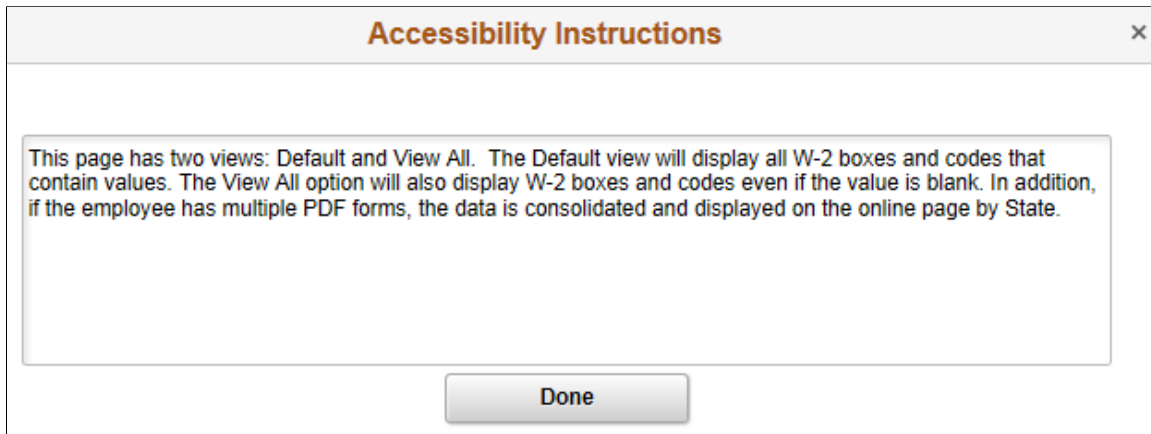 Accessibility Instructions
×
This page has two views: Default and View All.  The Default view will display all W-2 boxes and codes that
contain values. The View All option will also display W-2 boxes and codes even if the value is blank. In addition,
if the employee has multiple PDF forms, the data is consolidated and displayed on the online page by State.
Done